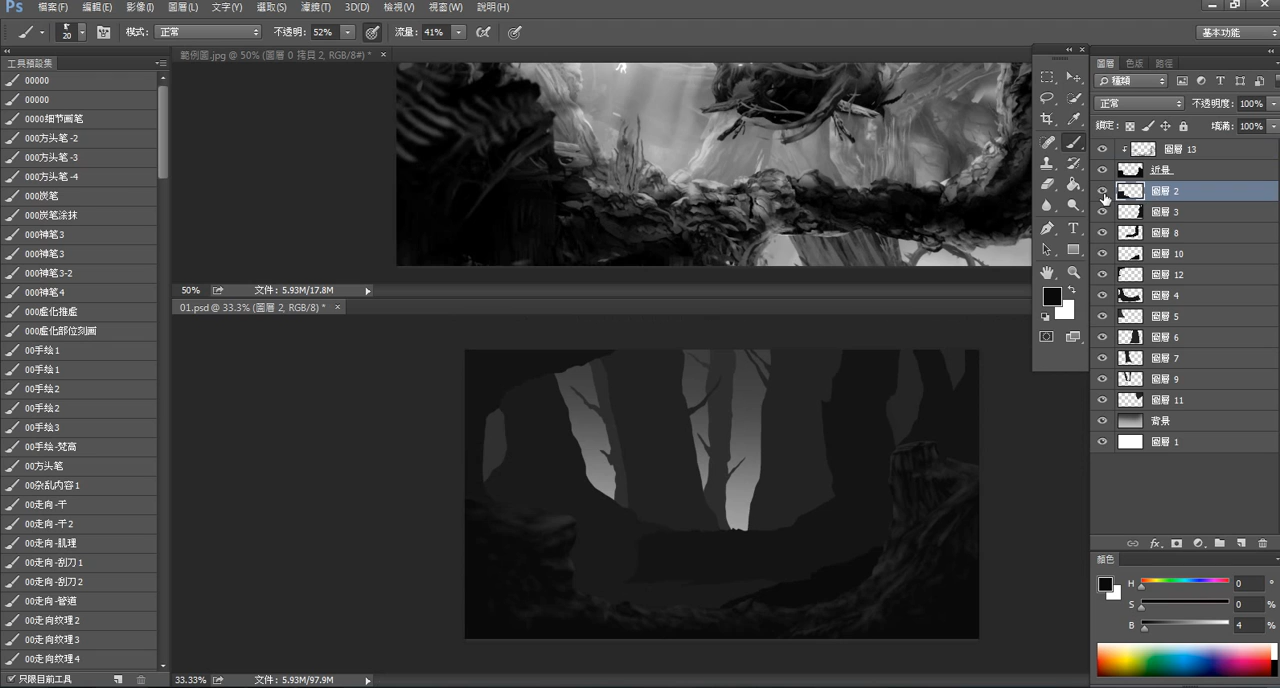 Ps 檔案(F) 編輯(E) 影像(I) 圖層(L) 文字(Y) 選取(S) 濾鏡(T) 3D(D) 檢視(V) 視窗(W) 說明(H)
20 模式: 正常 不透明: 52% 流量: 41% 基本功能
工具預設集
00000
00000
0000细节画笔
000方头笔-2
000方头笔-3
000方头笔-4
000炭笔
000炭笔涂抹
000神笔3
000神笔3
000神笔3-2
000神笔4
000虚化推虚
000虚化部位刻画
00手绘1
00手绘1
00手绘2
00手绘2
00手绘3
00手绘-梵高
00方头笔
00杂乱内容1
00走向-干
00走向-干2
00走向-肌理
00走向-刮刀1
00走向-刮刀2
00走向-管道
00走向纹理2
00走向纹理3
00走向纹理4
只限目前工具
範例圖.jpg @ 50% (圖層 0 拷貝 2, RGB/8#) * ×
50% 文件: 5.93M/17.8M
01.psd @ 33.3% (圖層 2, RGB/8) * ×
33.33% 文件: 5.93M/97.9M
圖層 色版 路徑
種類
正常 不透明度: 100%
鎖定: 填滿: 100%
圖層 13
近景
圖層 2
圖層 3
圖層 8
圖層 10
圖層 12
圖層 4
圖層 5
圖層 6
圖層 7
圖層 9
圖層 11
背景
圖層 1
fx
顏色
H 0 °
S 0 %
B 4 %